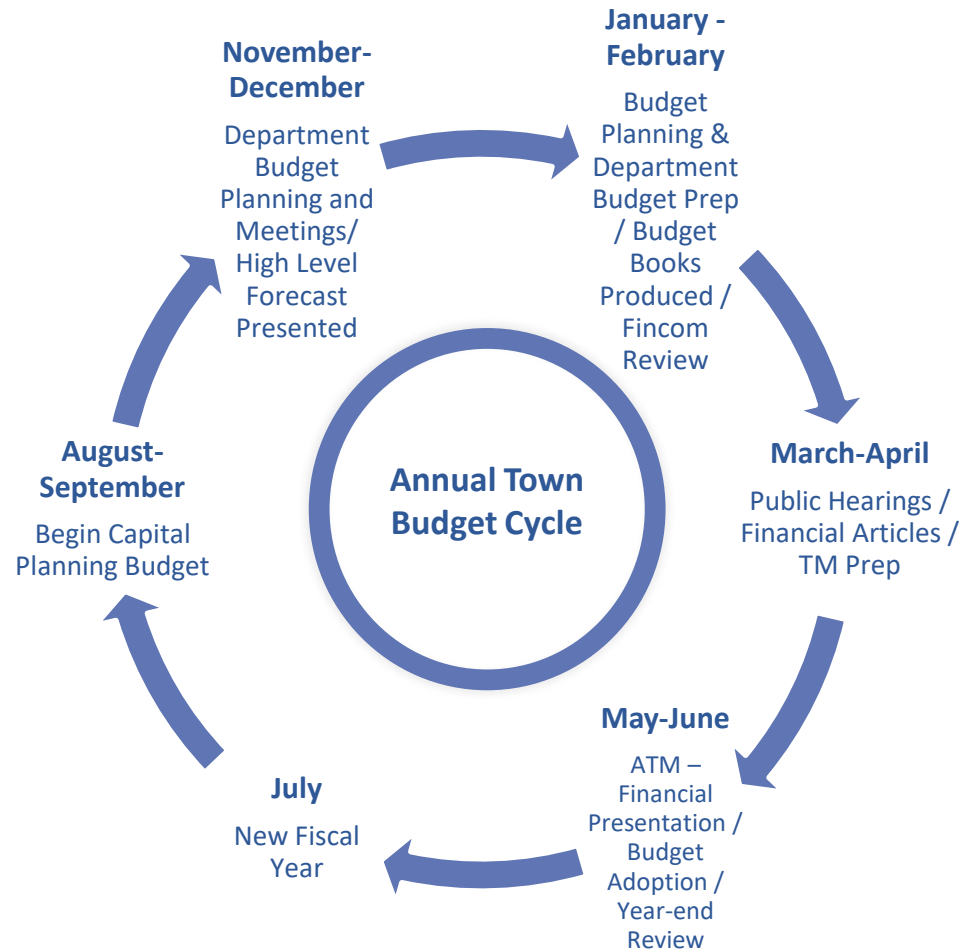 January -
February
Budget
Planning &
Department
Budget Prep
/ Budget
Books
Produced /
Fincom
Review
March-April
Public Hearings /
Financial Articles /
TM Prep
May-June
ATM –
Financial
Presentation /
Budget
Adoption /
Year-end
Review
July
New Fiscal
Year
August-
September
Begin Capital
Planning Budget
November-
December
Department
Budget
Planning and
Meetings/
High Level
Forecast
Presented
Annual Town
Budget Cycle